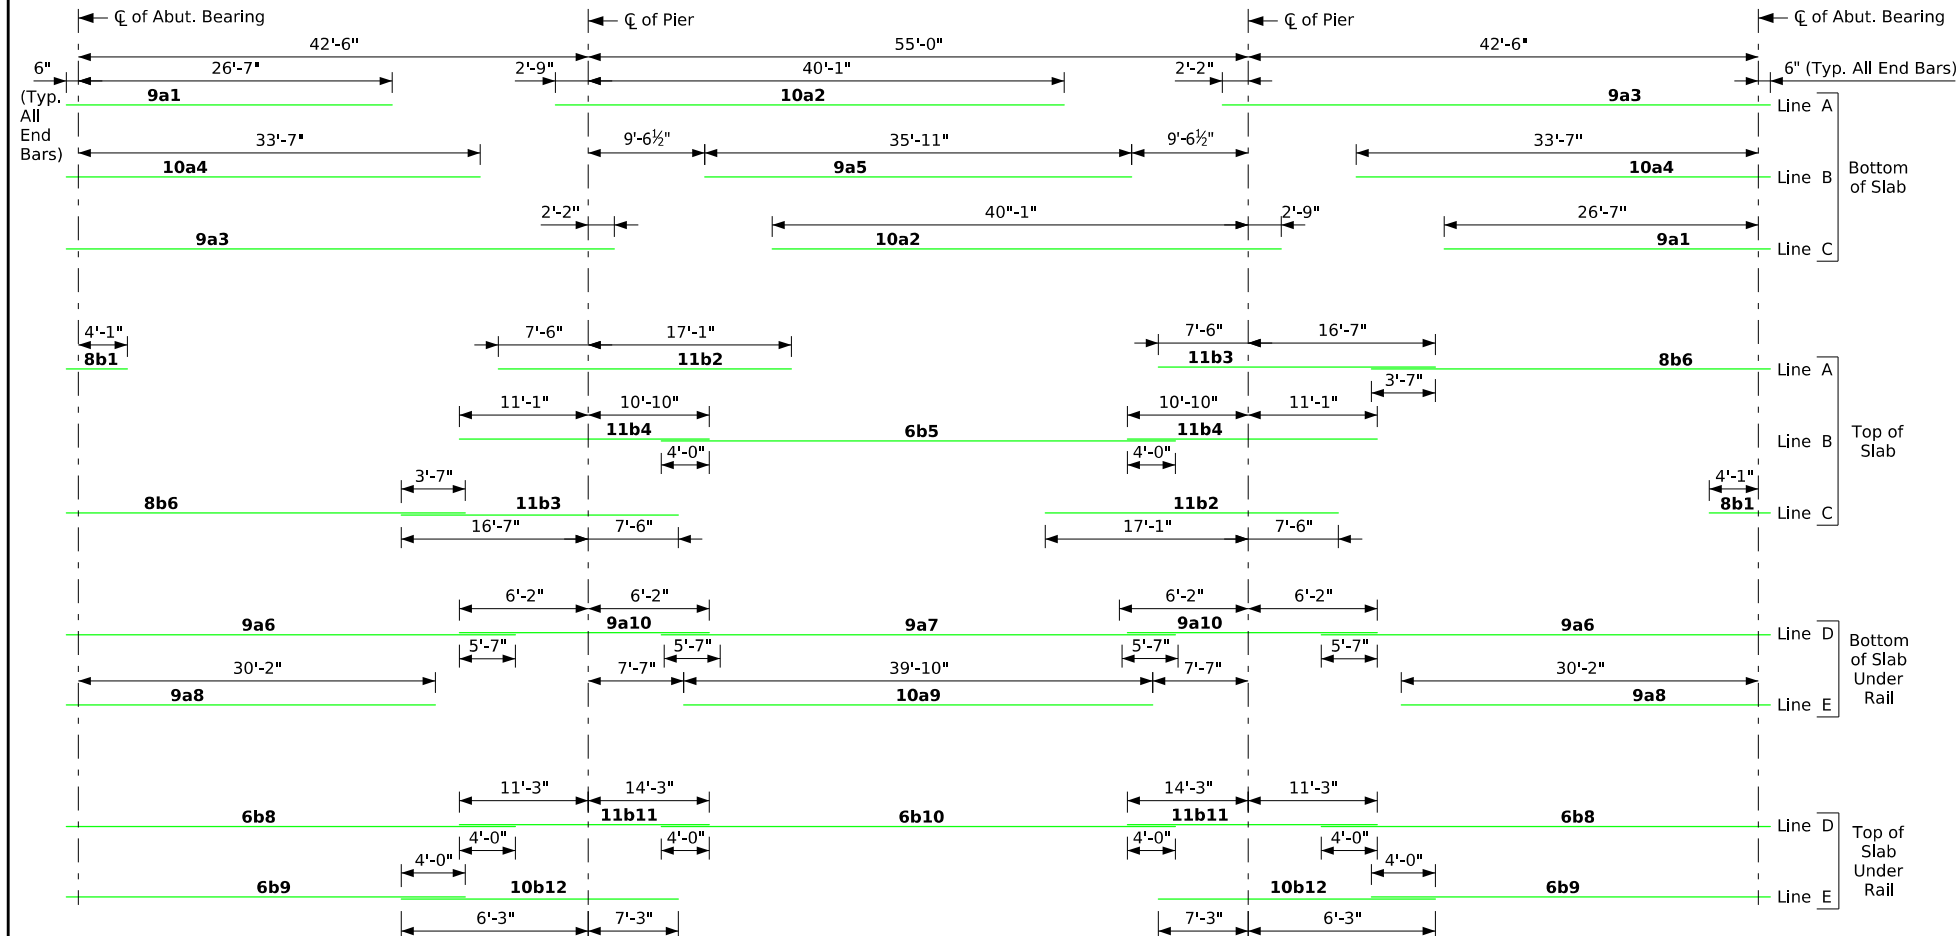 ℄ of Abut. Bearing
℄ of Pier
℄ of Pier
℄ of Abut. Bearing
42'-6"
55'-0"
42'-6"
6"
26'-7"
2'-9"
40'-1"
2'-2"
6" (Typ. All End Bars)
(Typ.
All
End
Bars)
9a1
10a2
9a3
Line A
33'-7"
9'-6½"
35'-11"
9'-6½"
33'-7"
10a4
9a5
10a4
Line B
Bottom
of Slab
2'-2"
40"-1"
2'-9"
26'-7"
9a3
10a2
9a1
Line C
4'-1"
7'-6"
17'-1"
7'-6"
16'-7"
8b1
11b2
11b3
8b6
Line A
3'-7"
11'-1"
10'-10"
10'-10"
11'-1"
11b4
6b5
11b4
Line B
Top of
Slab
4'-0"
4'-0"
3'-7"
4'-1"
8b6
11b3
11b2
8b1
Line C
16'-7"
7'-6"
17'-1"
7'-6"
6'-2"
6'-2"
6'-2"
6'-2"
9a6
9a10
9a7
9a10
9a6
Line D
5'-7"
5'-7"
5'-7"
5'-7"
Bottom
of Slab
Under
Rail
30'-2"
7'-7"
39'-10"
7'-7"
30'-2"
9a8
10a9
9a8
Line E
11'-3"
14'-3"
14'-3"
11'-3"
6b8
11b11
6b10
11b11
6b8
Line D
4'-0"
4'-0"
4'-0"
4'-0"
Top of
Slab
Under
Rail
4'-0"
4'-0"
6b9
10b12
10b12
6b9
Line E
6'-3"
7'-3"
7'-3"
6'-3"